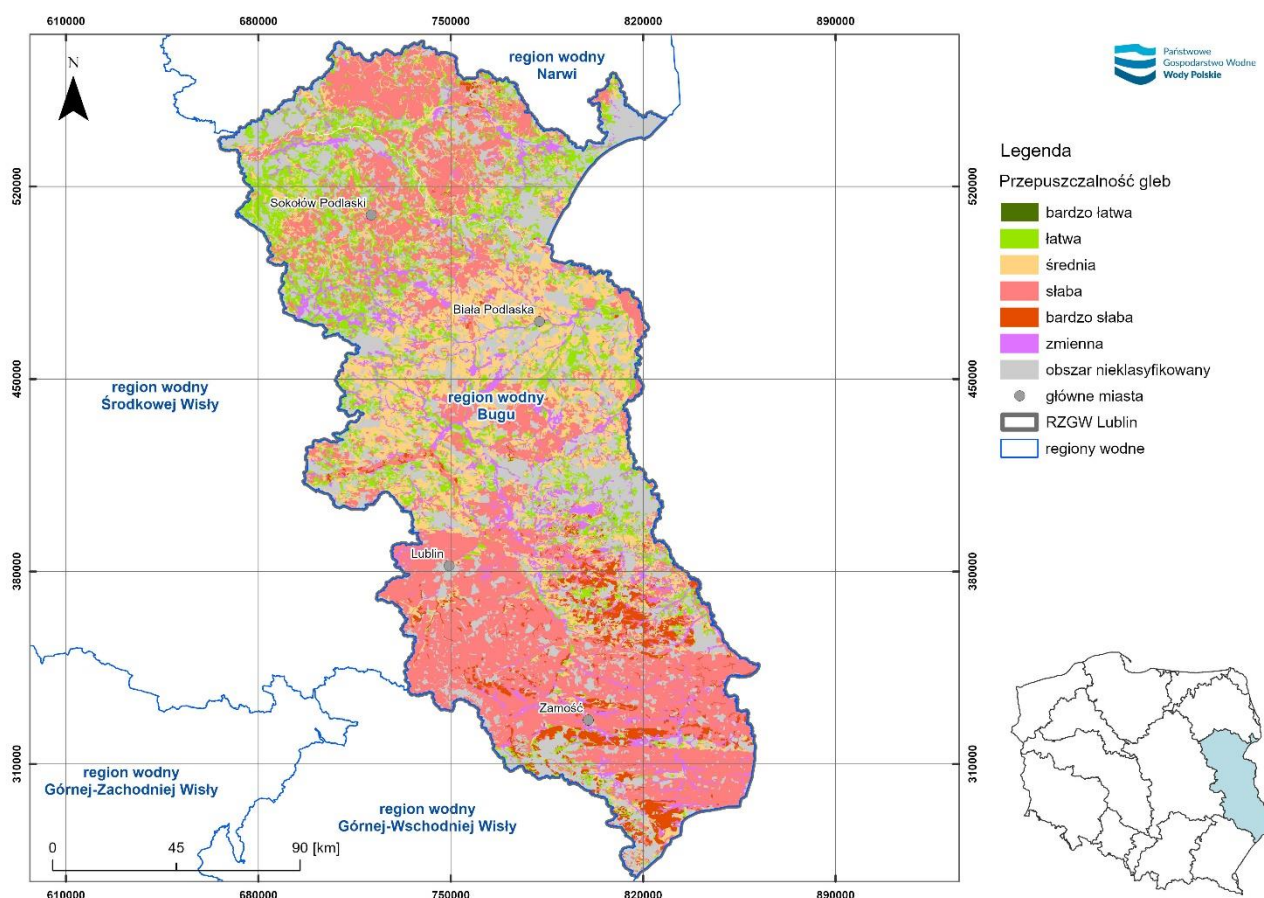 610000 680000 750000 820000 890000
region wodny
Narwi
N
Państwowe
Gospodarstwo Wodne
Wody Polskie
Legenda
Przepuszczalność gleb
bardzo łatwa
łatwa
średnia
słaba
bardzo słaba
zmienna
obszar nieklasyfikowany
główne miasta
RZGW Lublin
regiony wodne
520000 520000
Sokołów Podlaski
Biała Podlaska
450000 450000
region wodny
Środkowej Wisły
region wodny
Bugu
Lublin
380000 380000
Zamość
310000 310000
region wodny
Górnej-Zachodniej Wisły
region wodny
Górnej-Wschodniej Wisły
0 45 90 [km]
610000 680000 750000 820000 890000